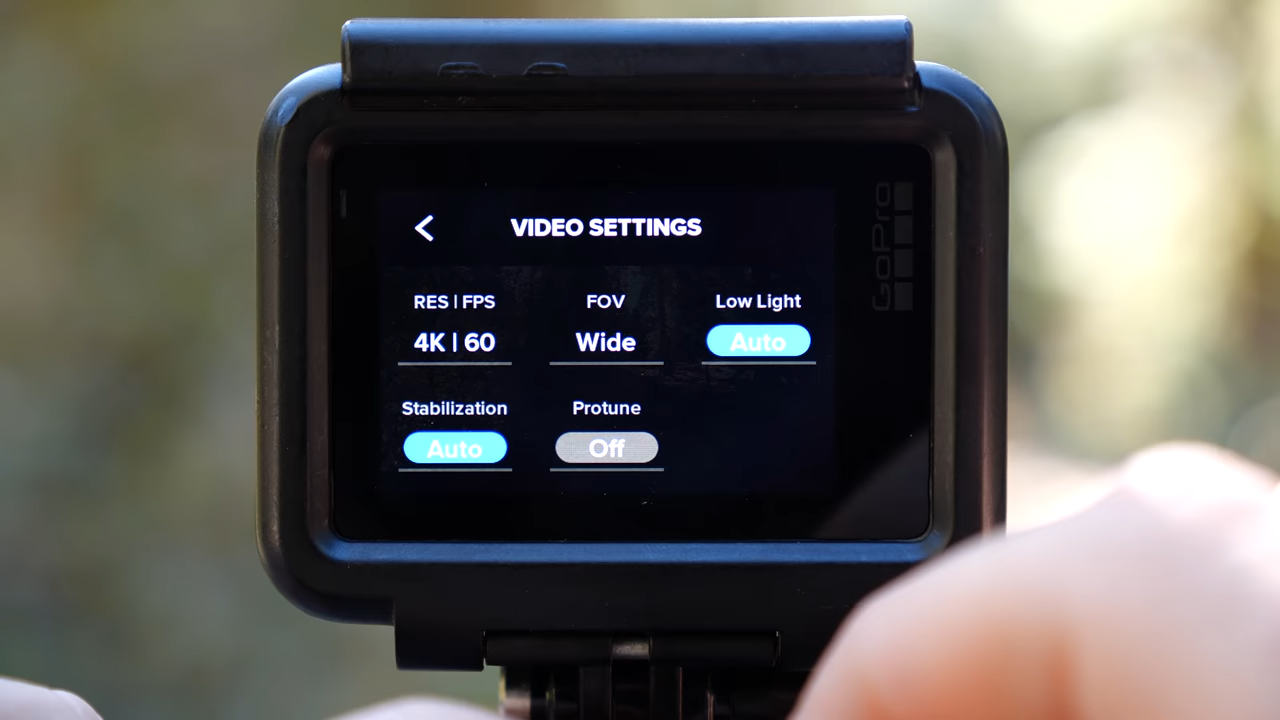 VIDEO SETTINGS
RES | FPS
FOV
Low Light
4K | 60
Wide
Auto
Stabilization
Protune
Auto
Off
GoPro